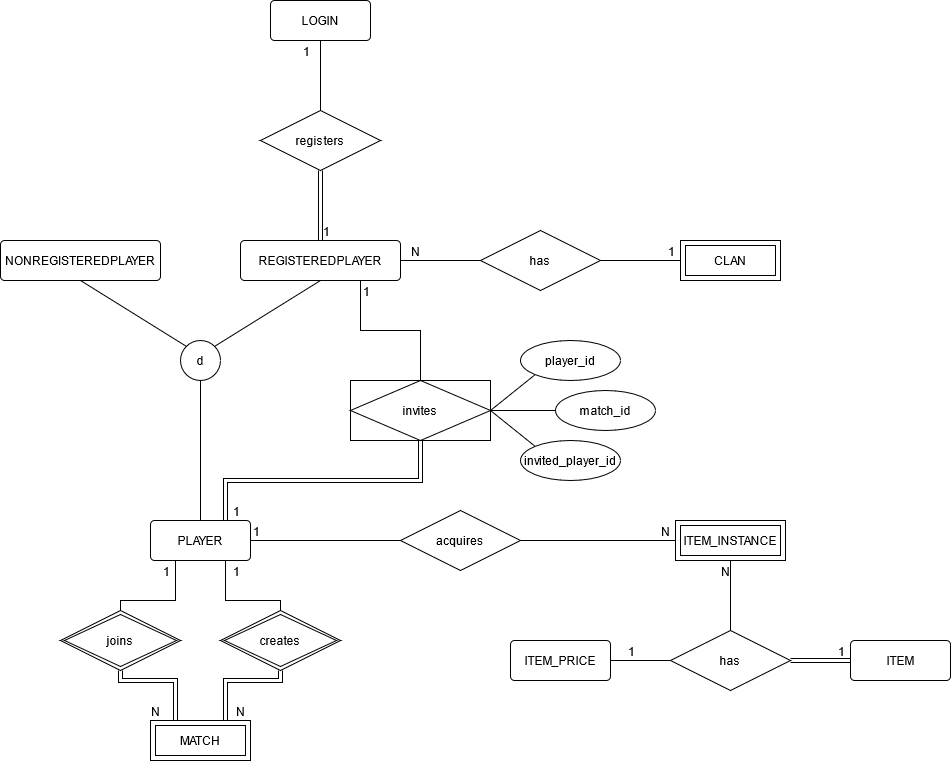 LOGIN
1
registers
1
NONREGISTEREDPLAYER
REGISTEREDPLAYER
N
has
1
CLAN
1
d
player_id
invites
match_id
invited_player_id
1
PLAYER
1
acquires
N
ITEM_INSTANCE
1
1
N
joins
creates
ITEM_PRICE
1
has
1
ITEM
N
N
MATCH